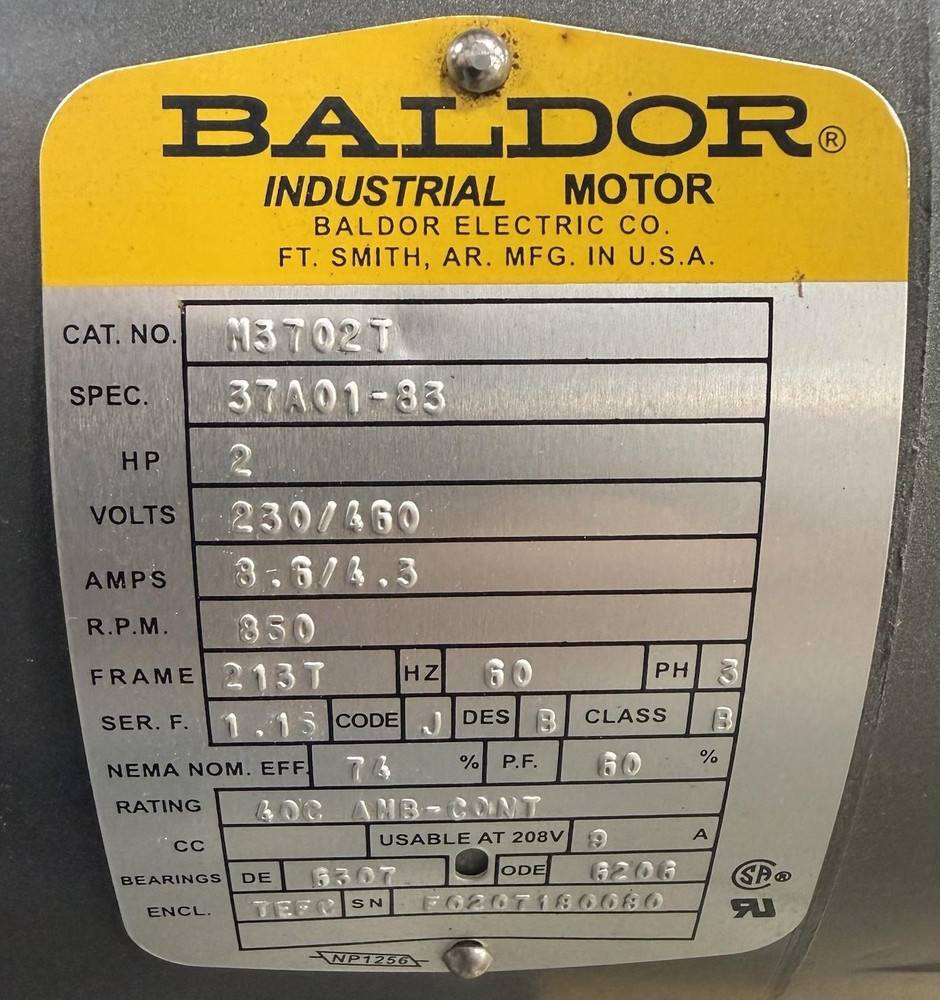 BALDOR®
INDUSTRIAL MOTOR
BALDOR ELECTRIC CO.
FT. SMITH, AR. MFG. IN U.S.A.
CAT. NO. M3702T
SPEC. 37A01-83
HP 2
VOLTS 230/460
AMPS 8.6/4.3
R.P.M. 850
FRAME 213T HZ 60 PH 3
SER. F. 1.15 CODE J DES B CLASS B
NEMA NOM. EFF. 74 % P.F. 60 %
RATING 40C AMB-CONT
CC USABLE AT 208V 9 A
BEARINGS DE 6307 ODE 6206
ENCL. TEFC SN F0207180080
SA ®
RU
NP1256